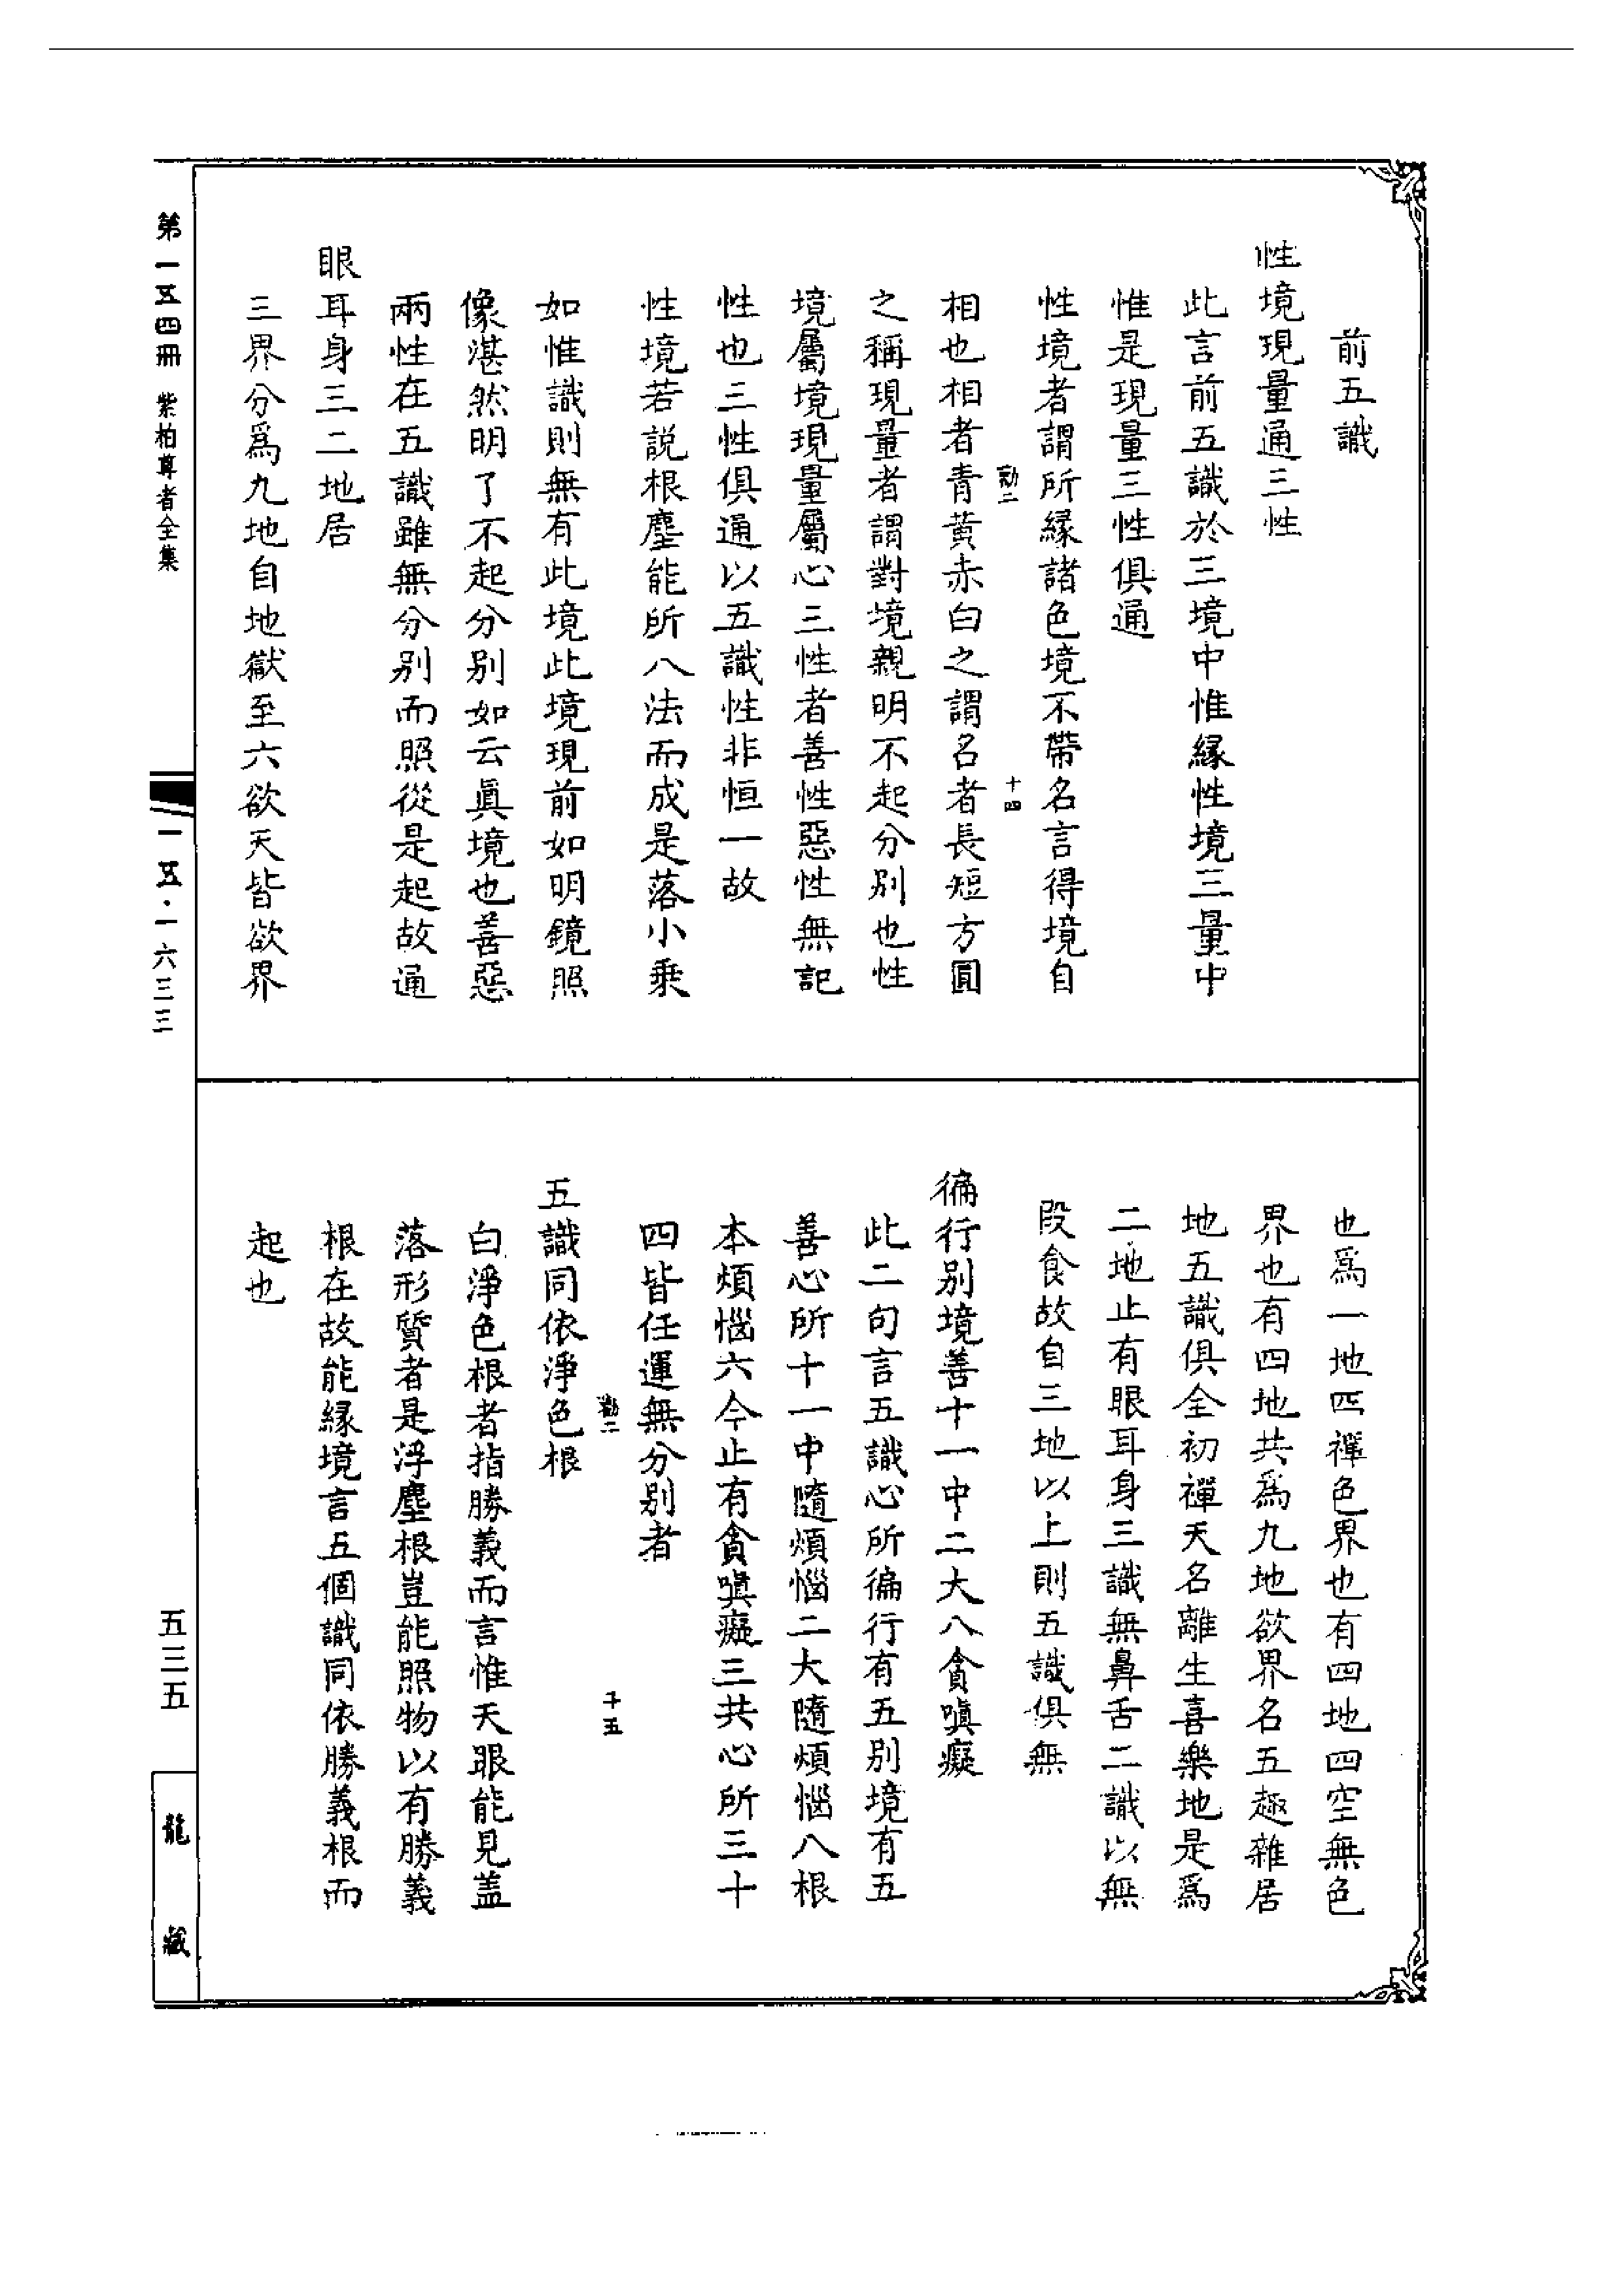 前五識
性境現量通三性
此言前五識於三境中惟緣性境三量中
惟是現量三性俱通
性境者謂所緣諸色境不帶名言得境自
勤二
十四
相也相者青黃赤白之謂名者長短方圓
之稱現量者謂對境親明不起分別也性
境屬境現量屬心三性者善性惡性無記
性也三性俱通以五識性非恒一故
性境若説根塵能所八法而成是落小乘
如惟識則無有此境此境現前如明鏡照
像湛然明了不起分別如云眞境也善惡
兩性在五識雖無分別而照從是起故通
眼耳身三二地居
三界分爲九地自地獄至六欲天皆欲界
也爲一地四禪色界也有四地四空無色
界也有四地共爲九地欲界名五趣雜居
地五識俱全初禪天名離生喜樂地是爲
二地止有眼耳身三識無鼻舌二識以無
段食故自三地以上則五識俱無
徧行別境善十一中二大八貪嗔癡
此二句言五識心所徧行有五別境有五
善心所十一中隨煩惱二大隨煩惱八根
本煩惱六今止有貪嗔癡三共心所三十
四皆任運無分別者
勤二
十五
五識同依淨色根
白淨色根者指勝義而言惟天眼能見盖
落形質者是浮塵根豈能照物以有勝義
根在故能緣境言五個識同依勝義根而
起也
第一五四冊 紫柏尊者全集
一五·一六三三
五三五
龍藏